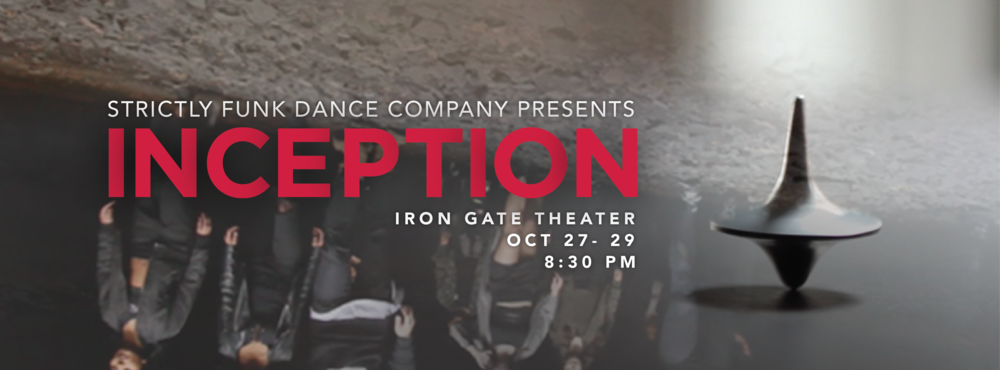 STRICTLY FUNK DANCE COMPANY PRESENTS
INCEPTION
IRON GATE THEATER
OCT 27- 29
8:30 PM